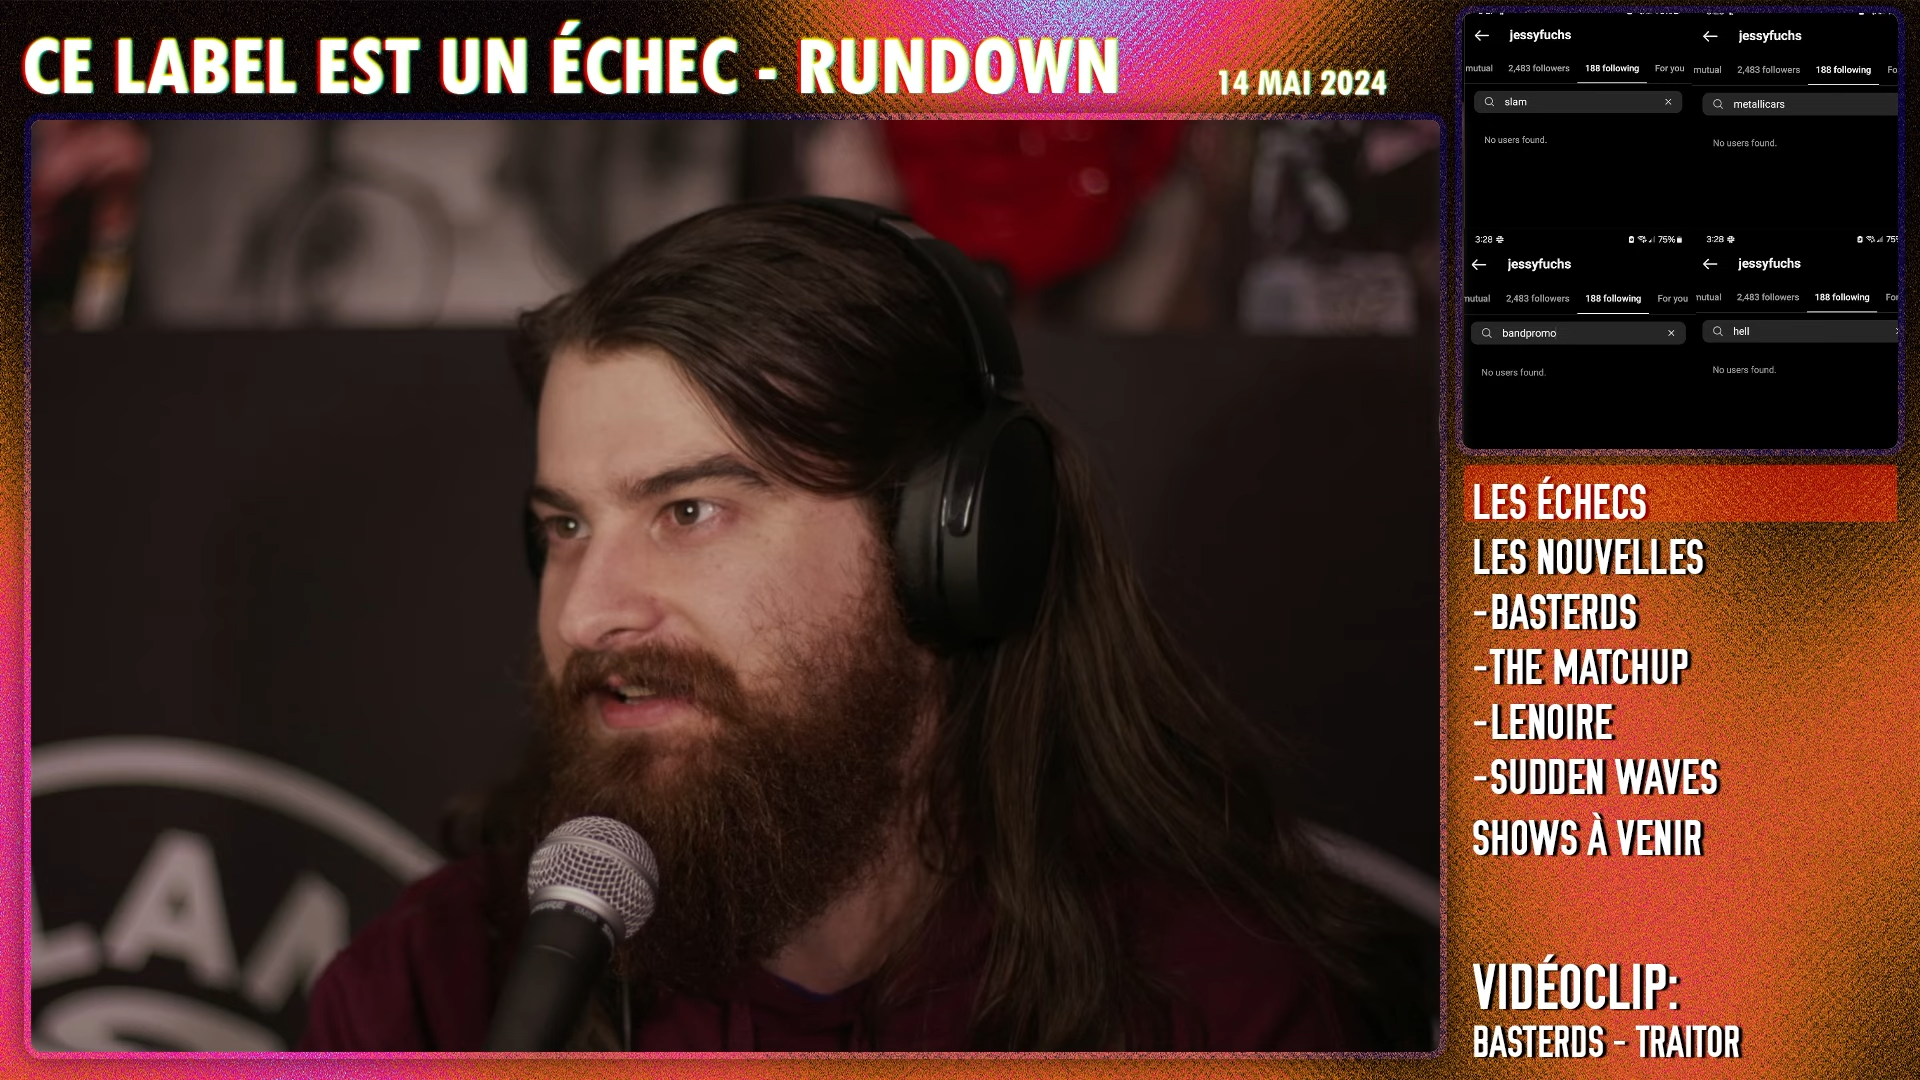 CE LABEL EST UN ÉCHEC - RUNDOWN
14 MAI 2024
jessyfuchs
mutual 2,483 followers 188 following For you
slam
No users found.
jessyfuchs
mutual 2,483 followers 188 following Fo
metallicars
No users found.
3:28 75%
jessyfuchs
mutual 2,483 followers 188 following For you
bandpromo
No users found.
3:28 75%
jessyfuchs
mutual 2,483 followers 188 following For
hell
No users found.
LES ÉCHECS
LES NOUVELLES
-BASTERDS
-THE MATCHUP
-LENOIRE
-SUDDEN WAVES
SHOWS À VENIR
VIDÉOCLIP:
BASTERDS - TRAITOR